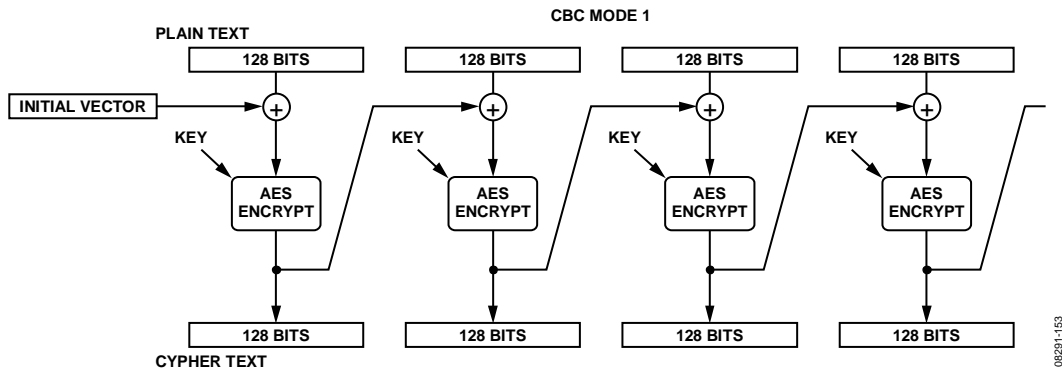 CBC MODE 1
PLAIN TEXT
128 BITS 128 BITS 128 BITS 128 BITS
INITIAL VECTOR + + + +
KEY KEY KEY KEY
AES ENCRYPT AES ENCRYPT AES ENCRYPT AES ENCRYPT
128 BITS 128 BITS 128 BITS 128 BITS
CYPHER TEXT
08291-153